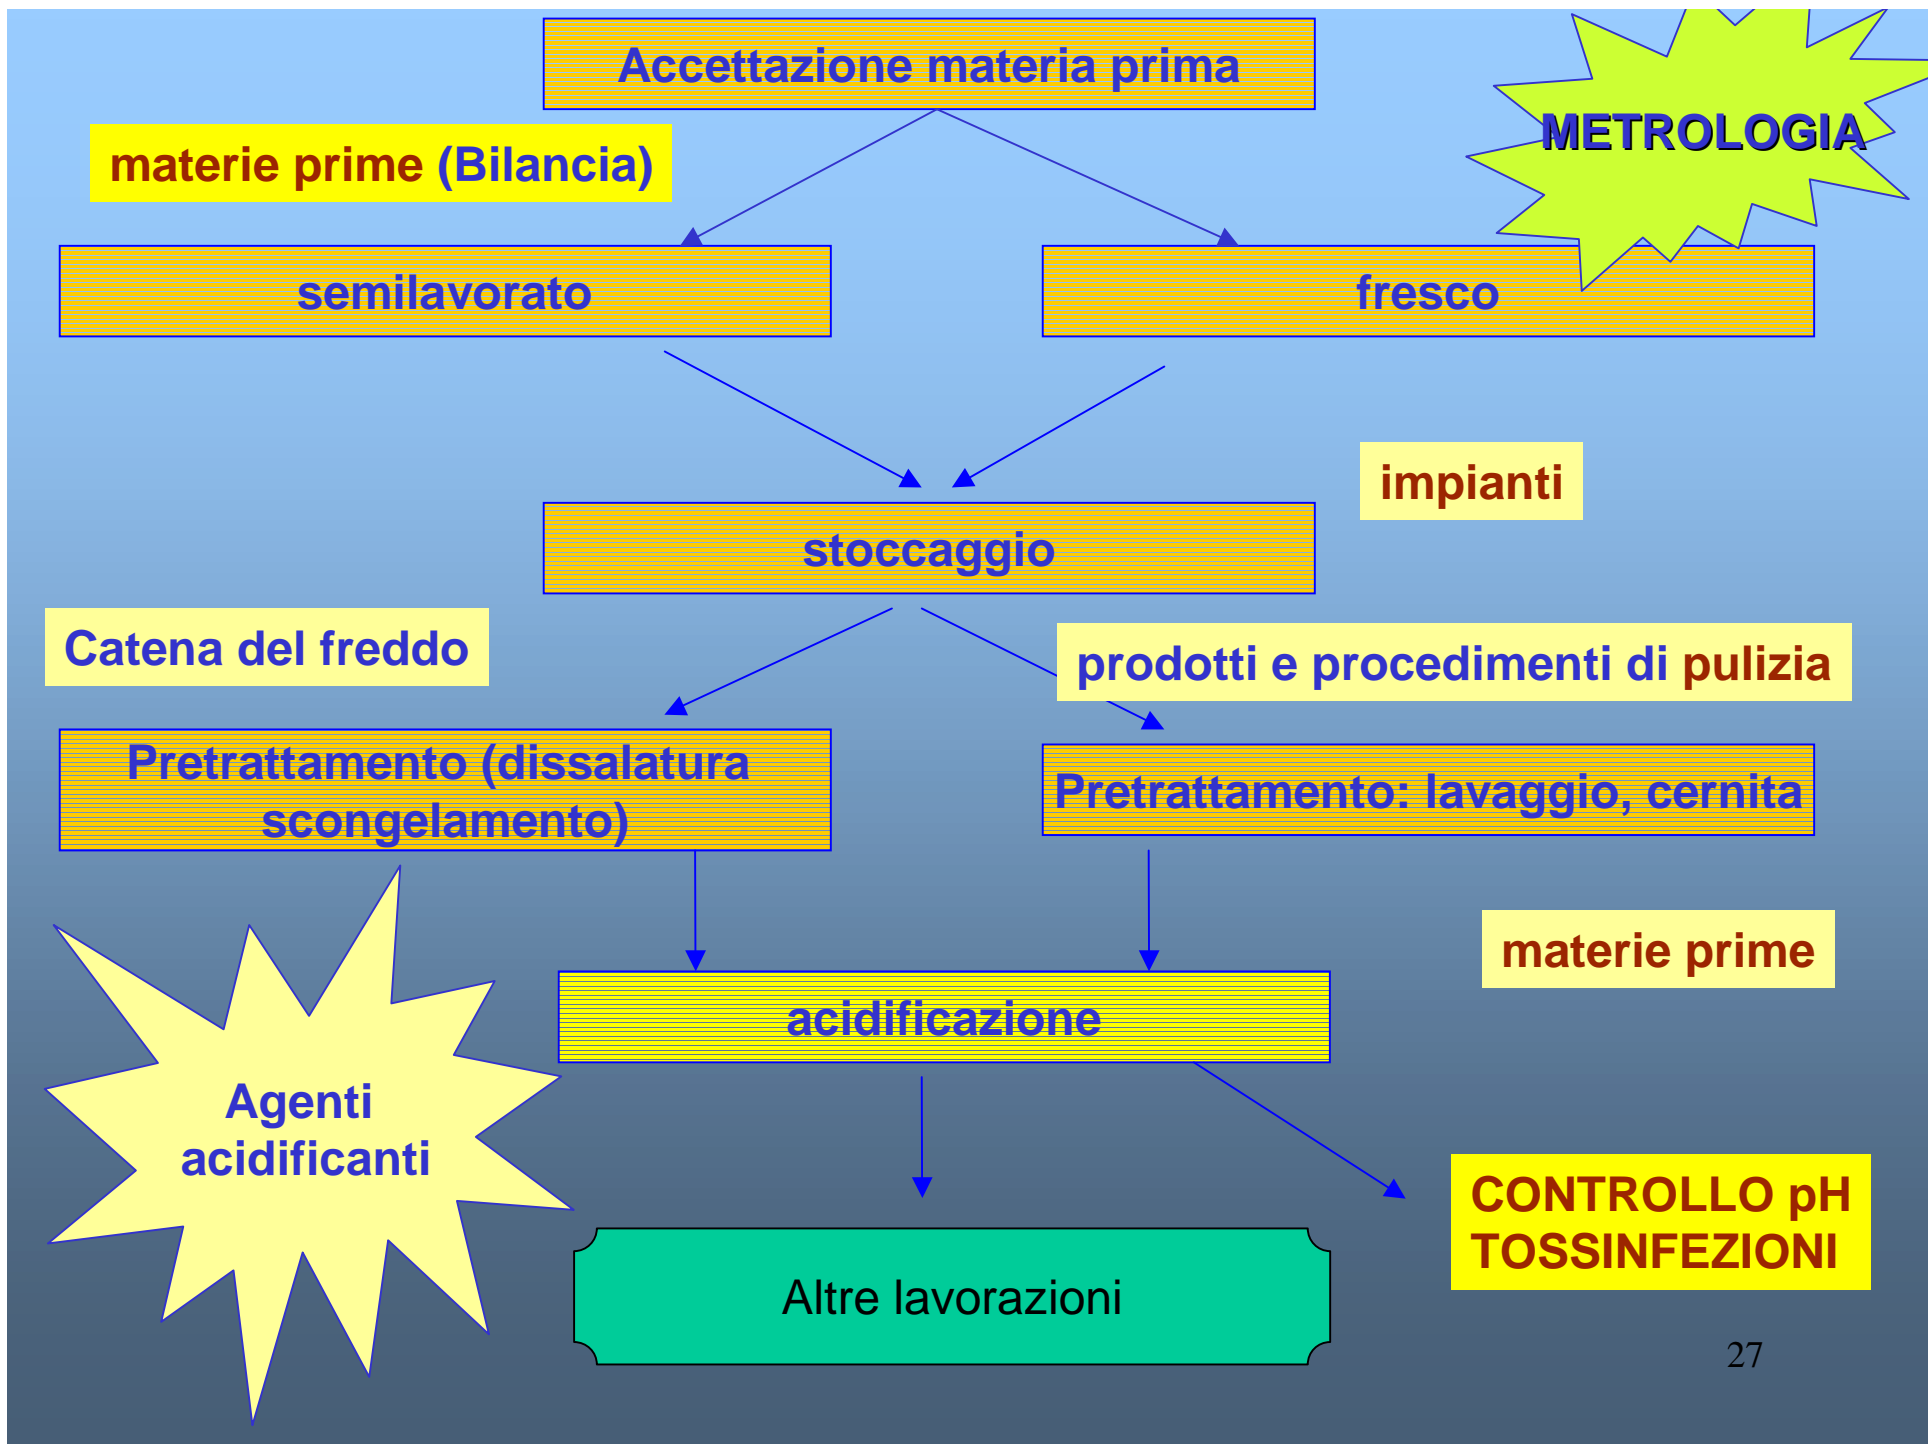 Accettazione materia prima
METROLOGIA
materie prime (Bilancia)
semilavorato
fresco
impianti
stoccaggio
Catena del freddo
prodotti e procedimenti di pulizia
Pretrattamento (dissalatura
scongelamento)
Pretrattamento: lavaggio, cernita
materie prime
acidificazione
Agenti
acidificanti
CONTROLLO pH
TOSSINFEZIONI
Altre lavorazioni
27